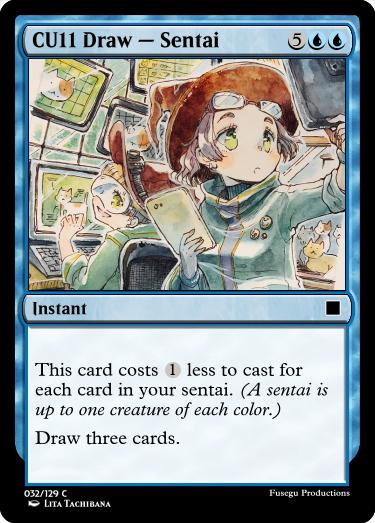 CU11 Draw — Sentai 5
Instant
This card costs 1 less to cast for
each card in your sentai. (A sentai is
up to one creature of each color.)
Draw three cards.
032/129 C
Fusegu Productions
Lita Tachibana